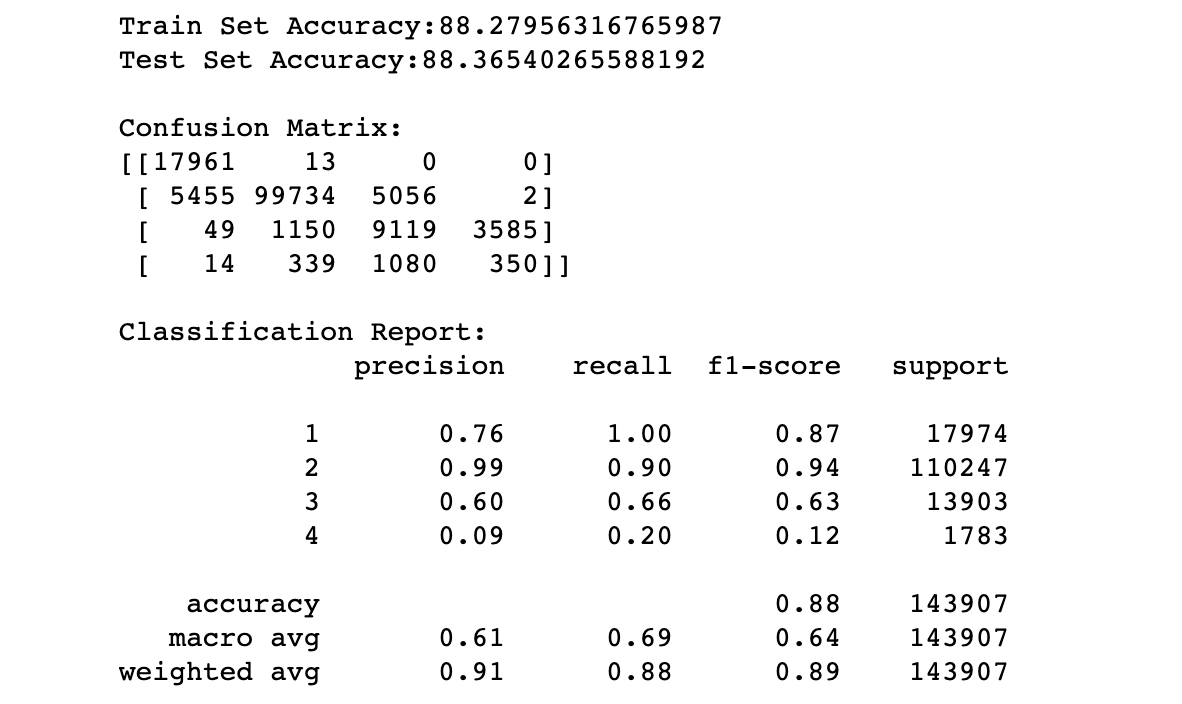 Train Set Accuracy:88.27956316765987
Test Set Accuracy:88.36540265588192
Confusion Matrix:
[[17961    13     0     0]
 [ 5455 99734  5056     2]
 [   49  1150  9119  3585]
 [   14   339  1080   350]]
Classification Report:
precision    recall  f1-score   support
1       0.76      1.00      0.87     17974
2       0.99      0.90      0.94    110247
3       0.60      0.66      0.63     13903
4       0.09      0.20      0.12      1783
accuracy                           0.88    143907
macro avg       0.61      0.69      0.64    143907
weighted avg       0.91      0.88      0.89    143907